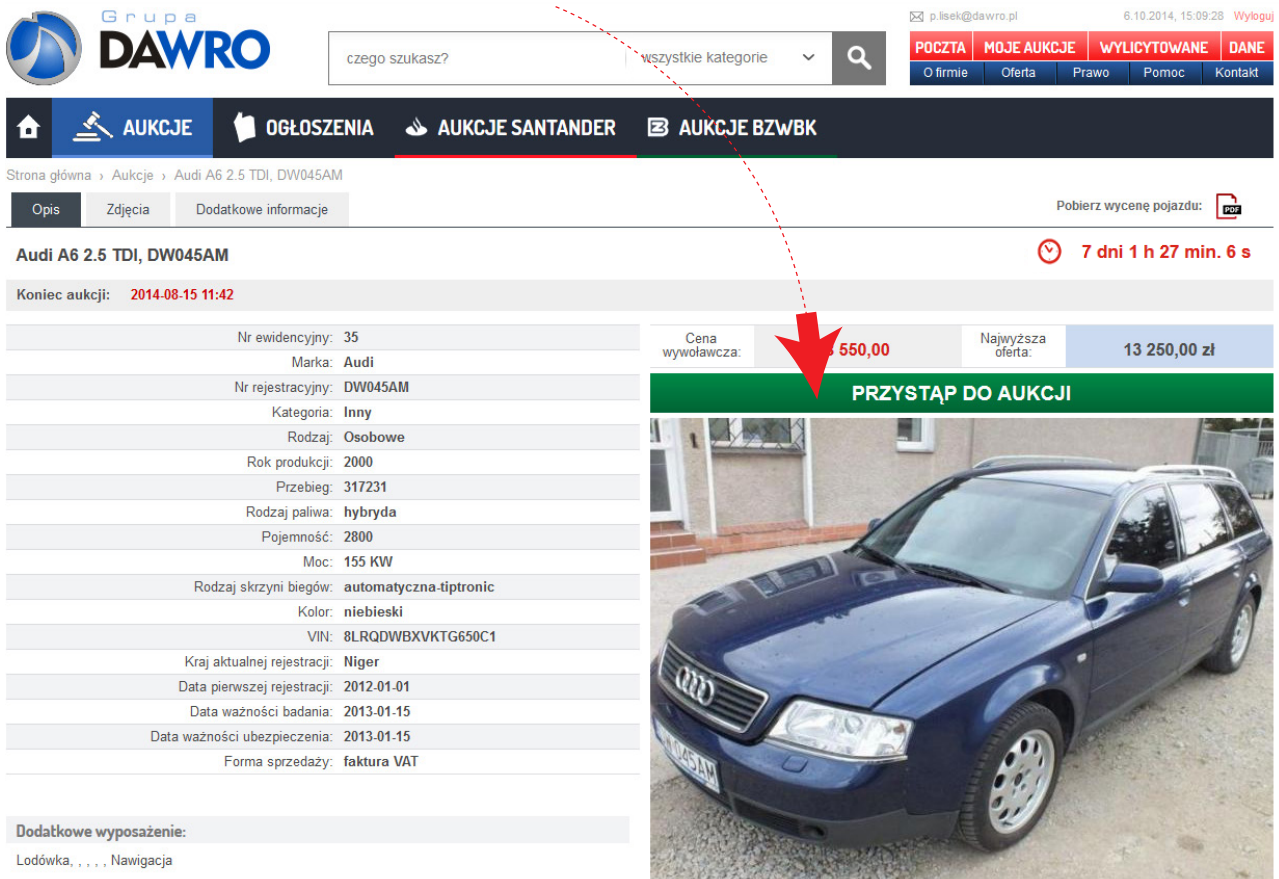 Grupa
DAWRO
p.lisek@dawro.pl 6.10.2014, 15:09:28 Wyloguj
czego szukasz? wszystkie kategorie
POCZTA MOJE AUKCJE WYLICYTOWANE DANE
O firmie Oferta Prawo Pomoc Kontakt
AUKCJE OGŁOSZENIA AUKCJE SANTANDER AUKCJE BZWBK
Strona główna › Aukcje › Audi A6 2.5 TDI, DW045AM
Opis Zdjęcia Dodatkowe informacje
Pobierz wycenę pojazdu: PDF
Audi A6 2.5 TDI, DW045AM
7 dni 1 h 27 min. 6 s
Koniec aukcji: 2014-08-15 11:42
Nr ewidencyjny: 35
Marka: Audi
Nr rejestracyjny: DW045AM
Kategoria: Inny
Rodzaj: Osobowe
Rok produkcji: 2000
Przebieg: 317231
Rodzaj paliwa: hybryda
Pojemność: 2800
Moc: 155 KW
Rodzaj skrzyni biegów: automatyczna-tiptronic
Kolor: niebieski
VIN: 8LRQDWBXVKTG650C1
Kraj aktualnej rejestracji: Niger
Data pierwszej rejestracji: 2012-01-01
Data ważności badania: 2013-01-15
Data ważności ubezpieczenia: 2013-01-15
Forma sprzedaży: faktura VAT
Dodatkowe wyposażenie:
Lodówka, , , , , Nawigacja
Cena
wywoławcza:
550,00
Najwyższa
oferta:
13 250,00 zł
PRZYSTĄP DO AUKCJI
045AM